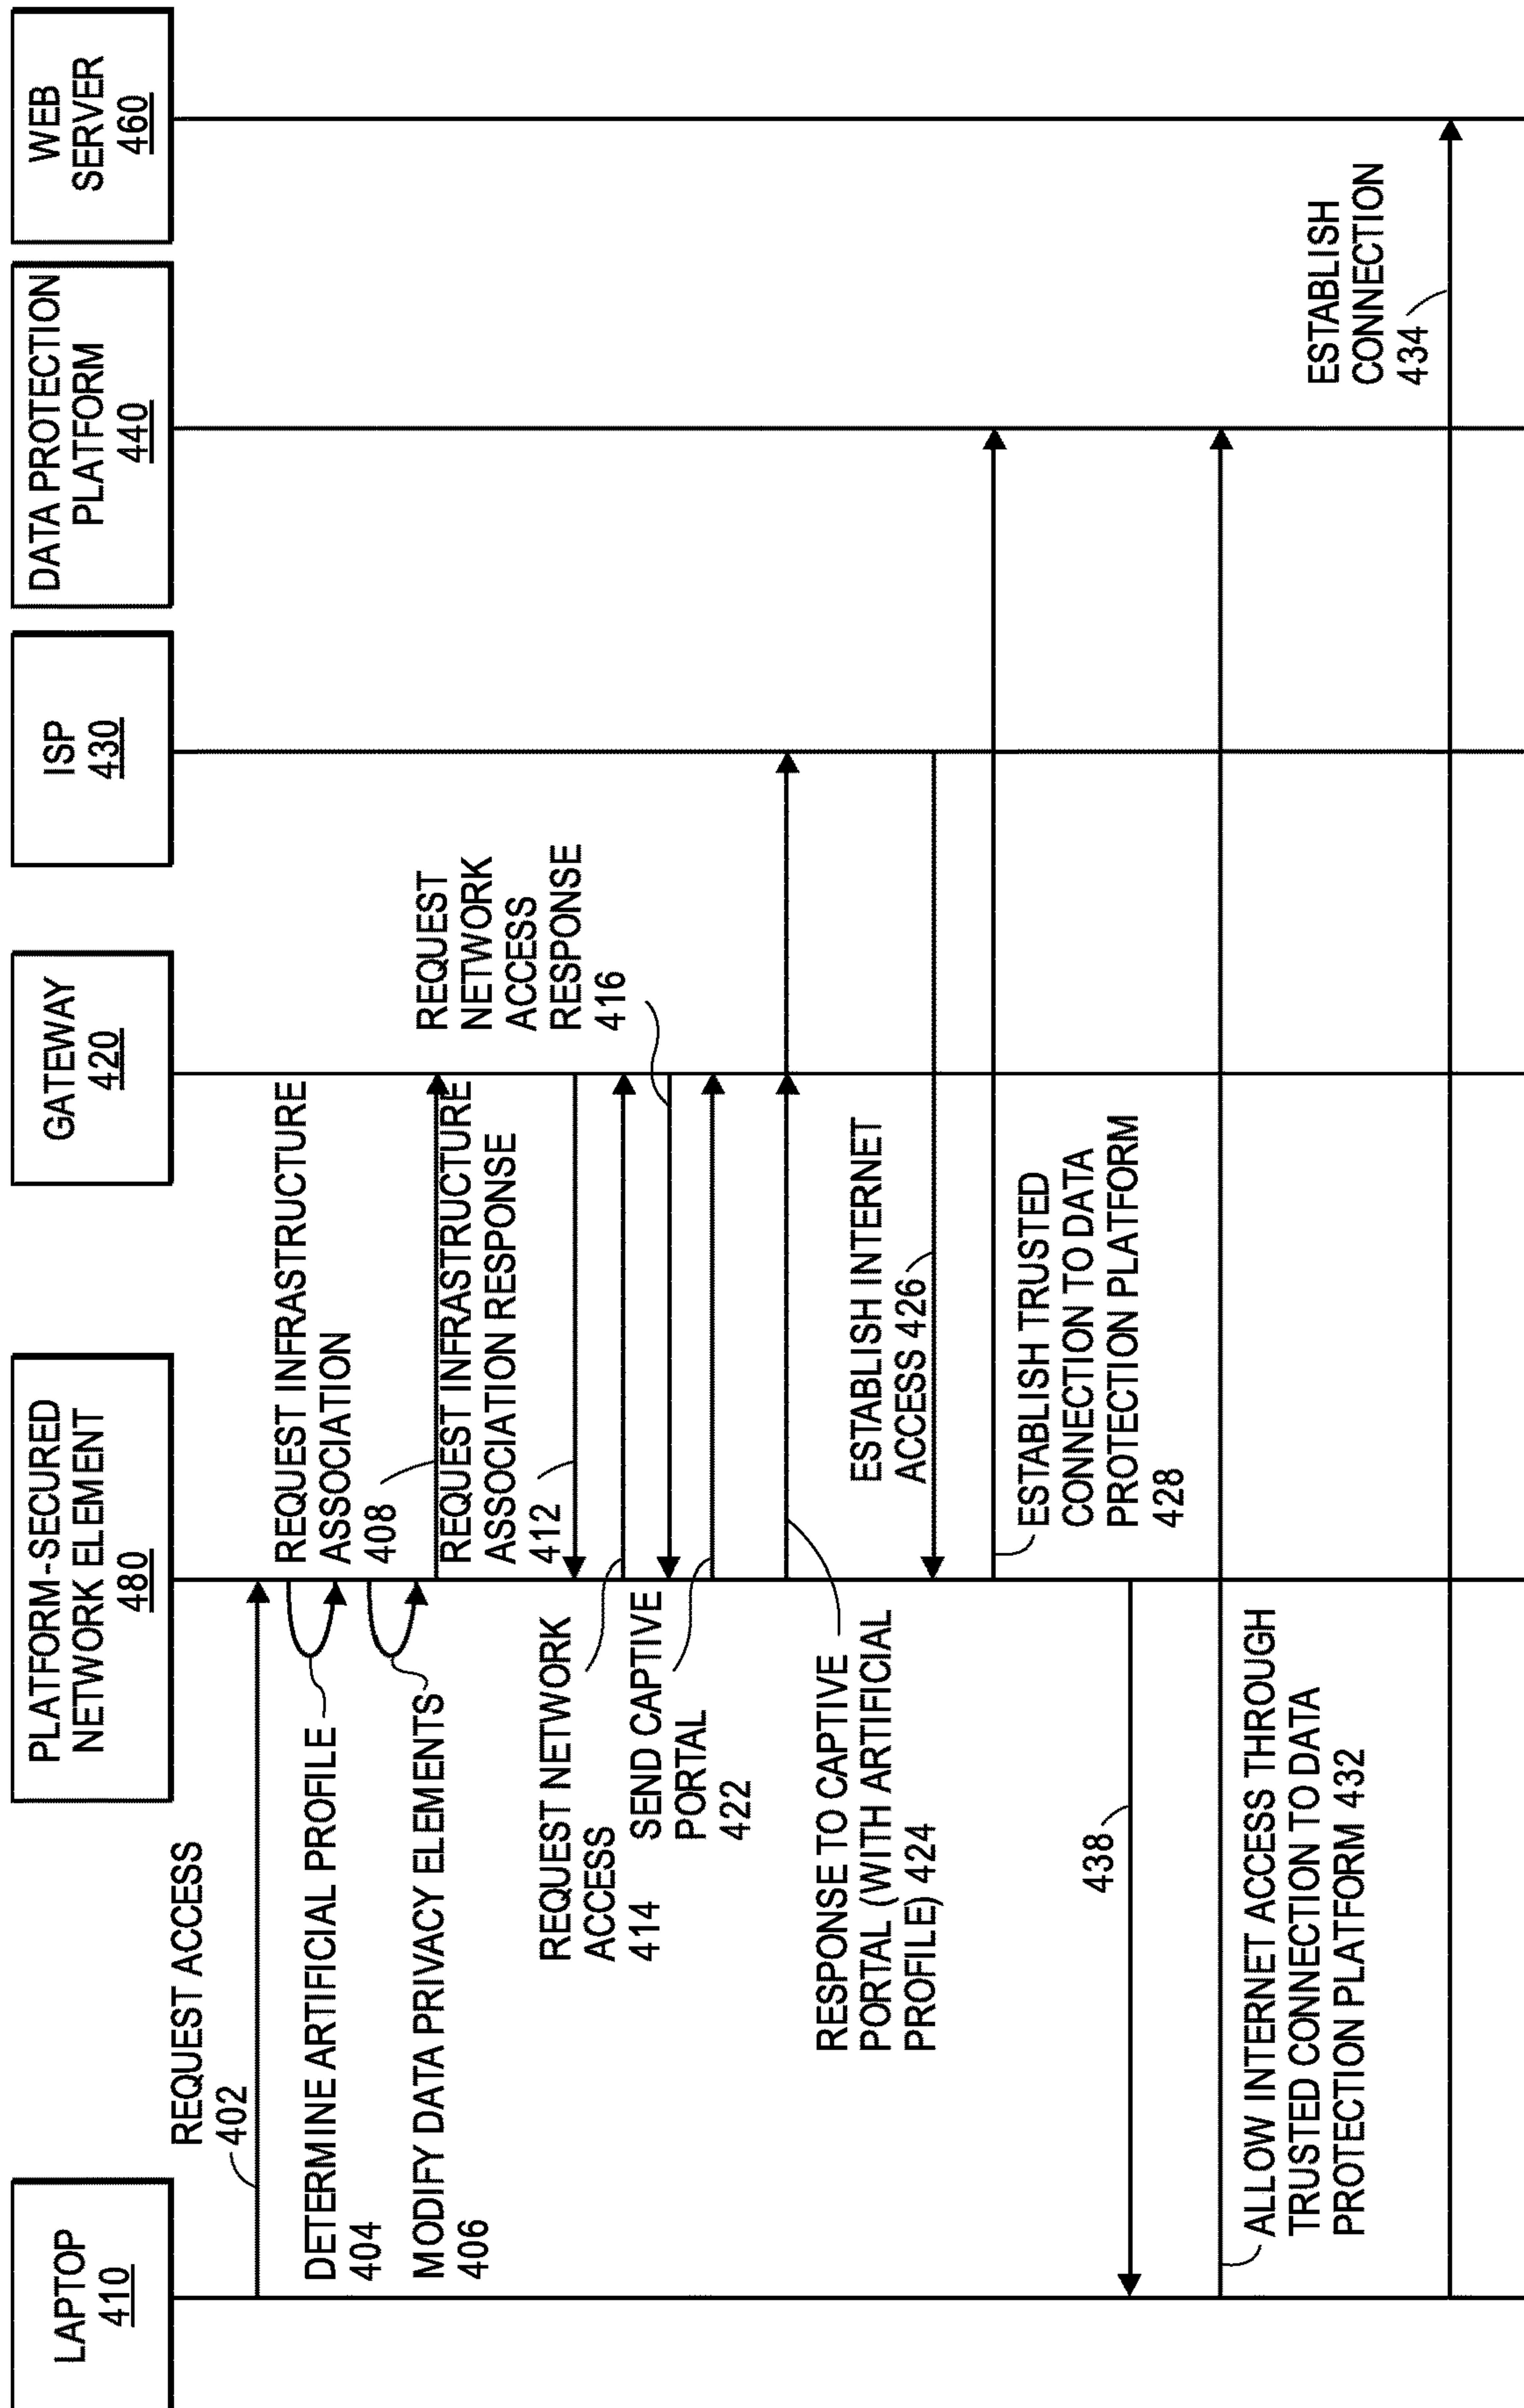 LAPTOP
410
PLATFORM-SECURED
NETWORK ELEMENT
480
GATEWAY
420
ISP
430
DATA PROTECTION
PLATFORM
440
WEB
SERVER
460
REQUEST ACCESS
402
DETERMINE ARTIFICIAL PROFILE
404
MODIFY DATA PRIVACY ELEMENTS
406
REQUEST INFRASTRUCTURE
ASSOCIATION
408
REQUEST INFRASTRUCTURE
ASSOCIATION RESPONSE
412
REQUEST NETWORK
ACCESS
414
REQUEST
NETWORK
ACCESS
RESPONSE
416
SEND CAPTIVE
PORTAL
422
RESPONSE TO CAPTIVE
PORTAL (WITH ARTIFICIAL
PROFILE) 424
ESTABLISH INTERNET
ACCESS 426
ESTABLISH TRUSTED
CONNECTION TO DATA
PROTECTION PLATFORM
428
438
ALLOW INTERNET ACCESS THROUGH
TRUSTED CONNECTION TO DATA
PROTECTION PLATFORM 432
ESTABLISH
CONNECTION
434